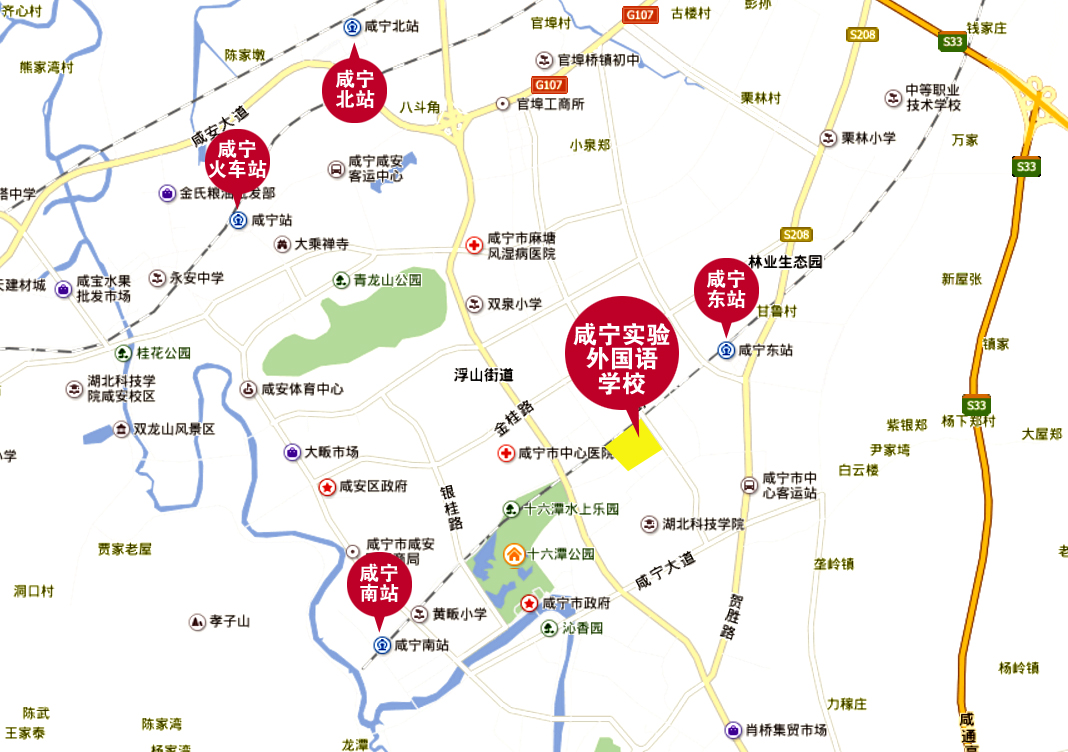 齐心村
官埠村
G107
古楼村
彭孙
咸宁北站
钱家庄
S208
S33
陈家墩
熊家湾村
官埠桥镇初中
咸宁
北站
G107
栗林村
中等职业
技术学校
八斗角
官埠工商所
咸安大道
栗林小学
万家
小泉郑
咸宁
火车站
咸宁咸安
客运中心
S33
塔中学
金氏粮油批发部
咸宁站
大乘禅寺
咸宁市麻塘
风湿病医院
S208
林业生态园
永安中学
青龙山公园
咸宁
东站
新屋张
天建材城
咸宝水果
批发市场
双泉小学
甘鲁村
咸宁实验
外国语
学校
桂花公园
咸宁东站
镇家
湖北科技学
院咸安校区
咸安体育中心
浮山街道
S33
金桂路
紫银郑
杨下郑村
双龙山风景区
大屋郑
小学
大畈市场
咸宁市中心医院
尹家塆
白云楼
咸安区政府
银桂路
咸宁市中
心客运站
十六潭水上乐园
湖北科技学院
贾家老屋
咸宁市咸安
商局
十六潭公园
咸宁大道
垄岭镇
老
咸宁
南站
洞口村
贺胜路
孝子山
黄畈小学
咸宁市政府
沁香园
咸宁南站
杨岭镇
力稼庄
陈武
陈家湾
王家泰
杨家湾
龙潭
肖桥集贸市场
咸通高